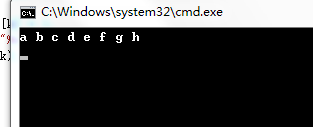 C:\Windows\system32\cmd.exe
a b c d e f g h